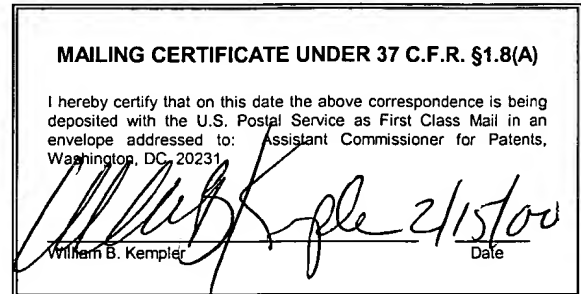 MAILING CERTIFICATE UNDER 37 C.F.R. §1.8(A)
I hereby certify that on this date the above correspondence is being
deposited with the U.S. Postal Service as First Class Mail in an
envelope addressed to: Assistant Commissioner for Patents,
Washington, DC 20231.
William B. Kempler 2/15/00
William B. Kempler Date